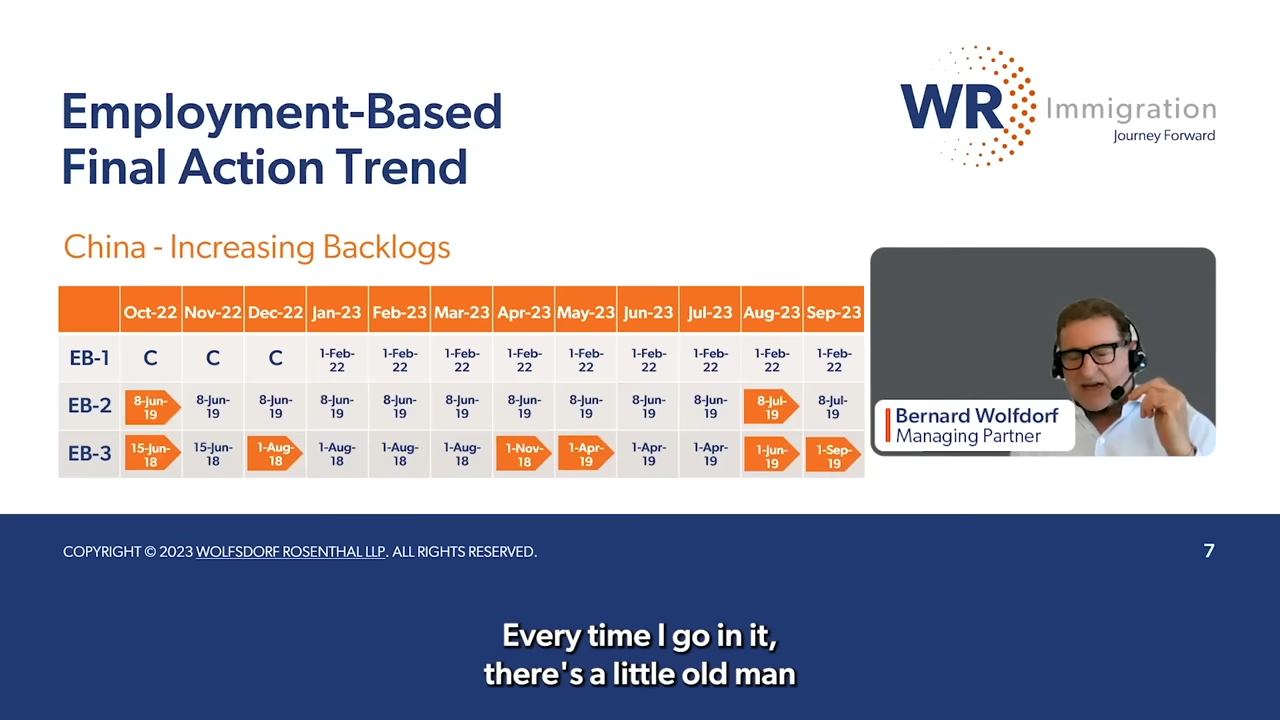 Employment-Based
Final Action Trend
WR Immigration
Journey Forward
China - Increasing Backlogs
Oct-22 Nov-22 Dec-22 Jan-23 Feb-23 Mar-23 Apr-23 May-23 Jun-23 Jul-23 Aug-23 Sep-23
EB-1 C C C 1-Feb-22 1-Feb-22 1-Feb-22 1-Feb-22 1-Feb-22 1-Feb-22 1-Feb-22 1-Feb-22 1-Feb-22
EB-2 8-Jun-19 8-Jun-19 8-Jun-19 8-Jun-19 8-Jun-19 8-Jun-19 8-Jun-19 8-Jun-19 8-Jun-19 8-Jun-19 8-Jul-19 8-Jul-19
EB-3 15-Jun-18 15-Jun-18 1-Aug-18 1-Aug-18 1-Aug-18 1-Aug-18 1-Nov-18 1-Apr-19 1-Apr-19 1-Apr-19 1-Jun-19 1-Sep-19
Bernard Wolfdorf
Managing Partner
COPYRIGHT © 2023 WOLFSDORF ROSENTHAL LLP. ALL RIGHTS RESERVED.
7
Every time I go in it,
there's a little old man